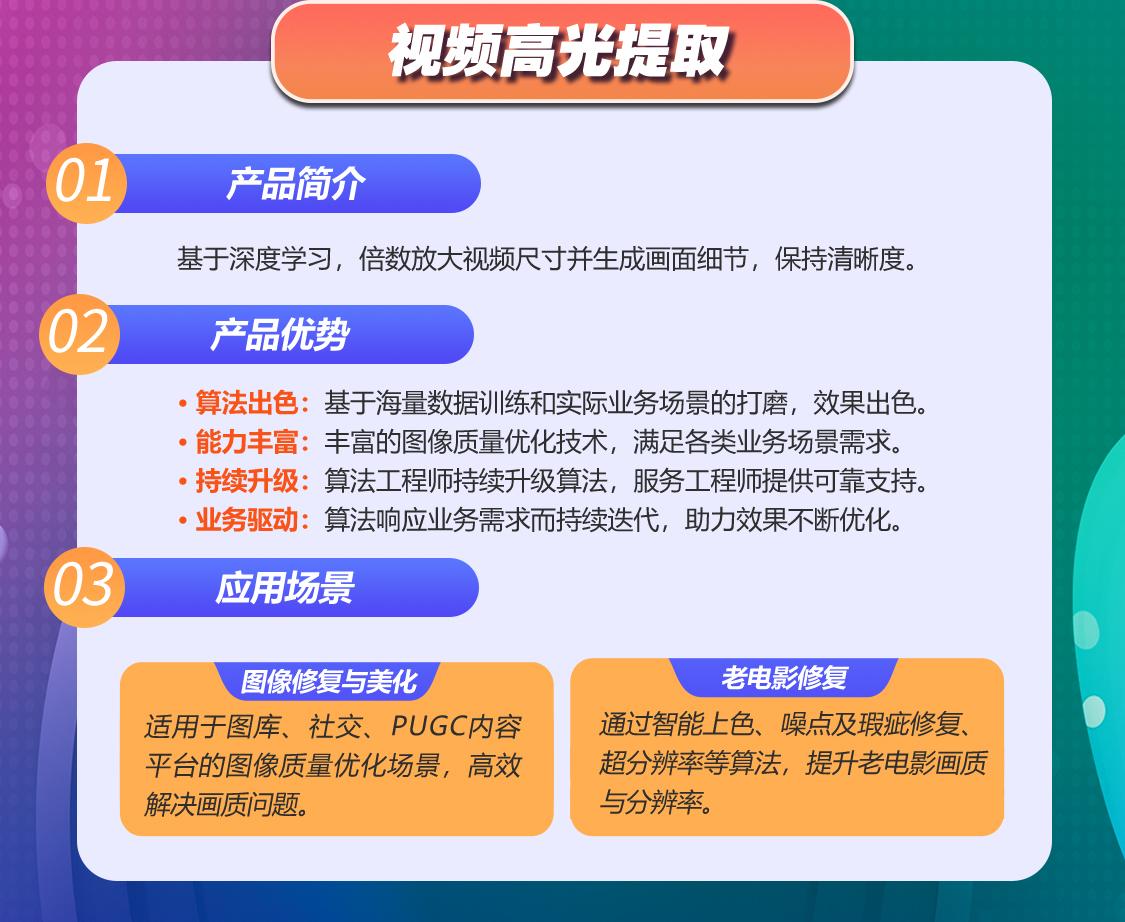 视频高光提取
01 产品简介
基于深度学习，倍数放大视频尺寸并生成画面细节，保持清晰度。
02 产品优势
• 算法出色：基于海量数据训练和实际业务场景的打磨，效果出色。
• 能力丰富：丰富的图像质量优化技术，满足各类业务场景需求。
• 持续升级：算法工程师持续升级算法，服务工程师提供可靠支持。
• 业务驱动：算法响应业务需求而持续迭代，助力效果不断优化。
03 应用场景
图像修复与美化
适用于图库、社交、PUGC内容
平台的图像质量优化场景，高效
解决画质问题。
老电影修复
通过智能上色、噪点及瑕疵修复、
超分辨率等算法，提升老电影画质
与分辨率。